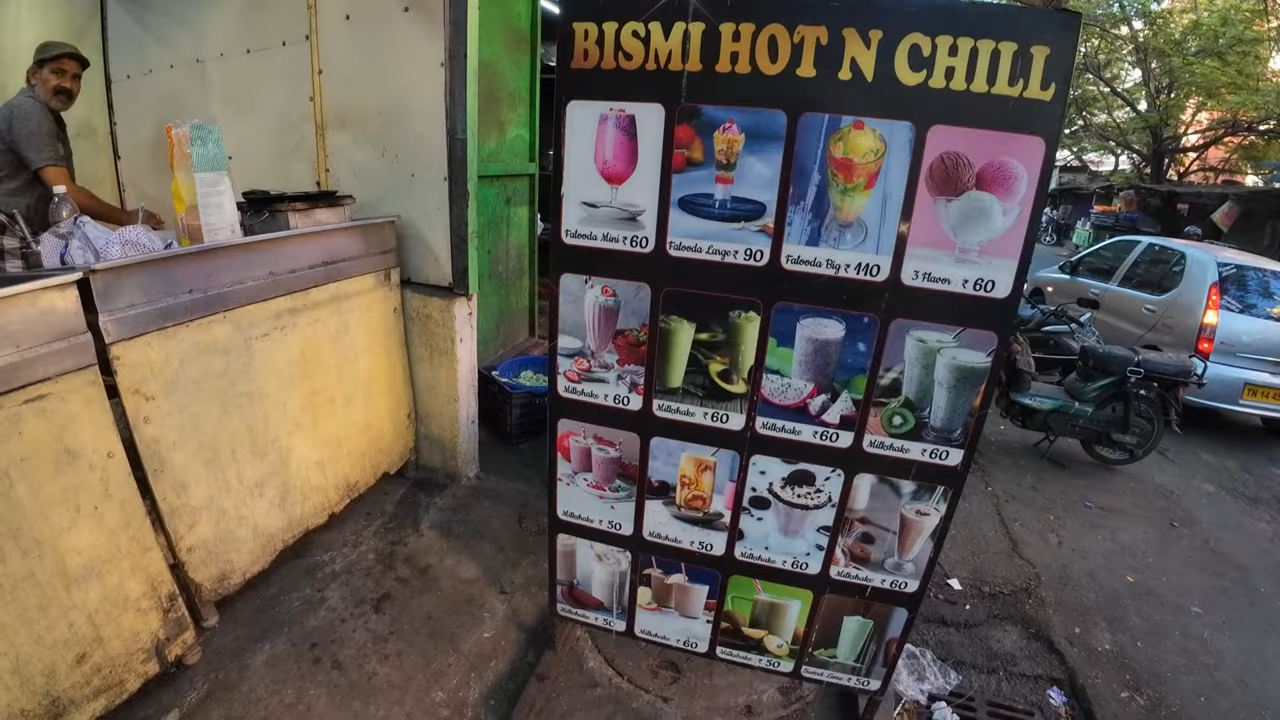 BISMI HOT N CHILL
Falooda Mini ₹ 60
Falooda Large ₹ 90
Falooda Big ₹ 110
3 Flavor ₹ 60
Milkshake ₹ 60
Milkshake ₹ 60
Milkshake ₹ 60
Milkshake ₹ 60
Milkshake ₹ 50
Milkshake ₹ 50
Milkshake ₹ 60
Milkshake ₹ 60
Milkshake ₹ 50
Milkshake ₹ 60
Milkshake ₹ 50
Sweet Lime ₹ 50